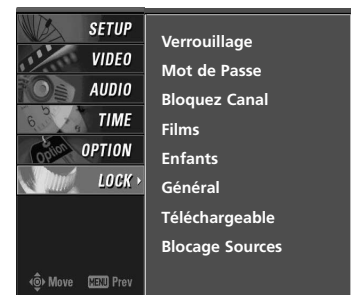 SETUP
VIDEO
AUDIO
TIME
OPTION
LOCK
Move MENU Prev
Verrouillage
Mot de Passe
Bloquez Canal
Films
Enfants
Général
Téléchargeable
Blocage Sources